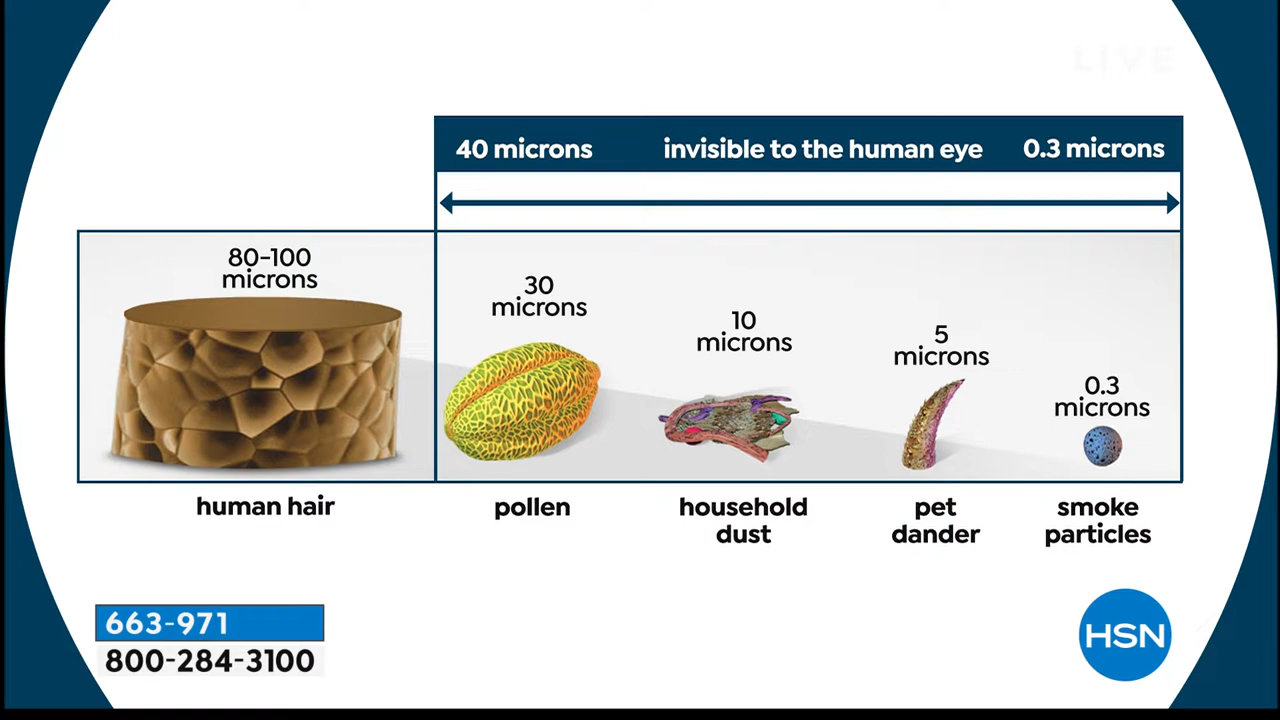 LIVE
40 microns invisible to the human eye 0.3 microns
80-100
microns
30
microns
10
microns
5
microns
0.3
microns
human hair
pollen
household
dust
pet
dander
smoke
particles
663-971
800-284-3100
HSN